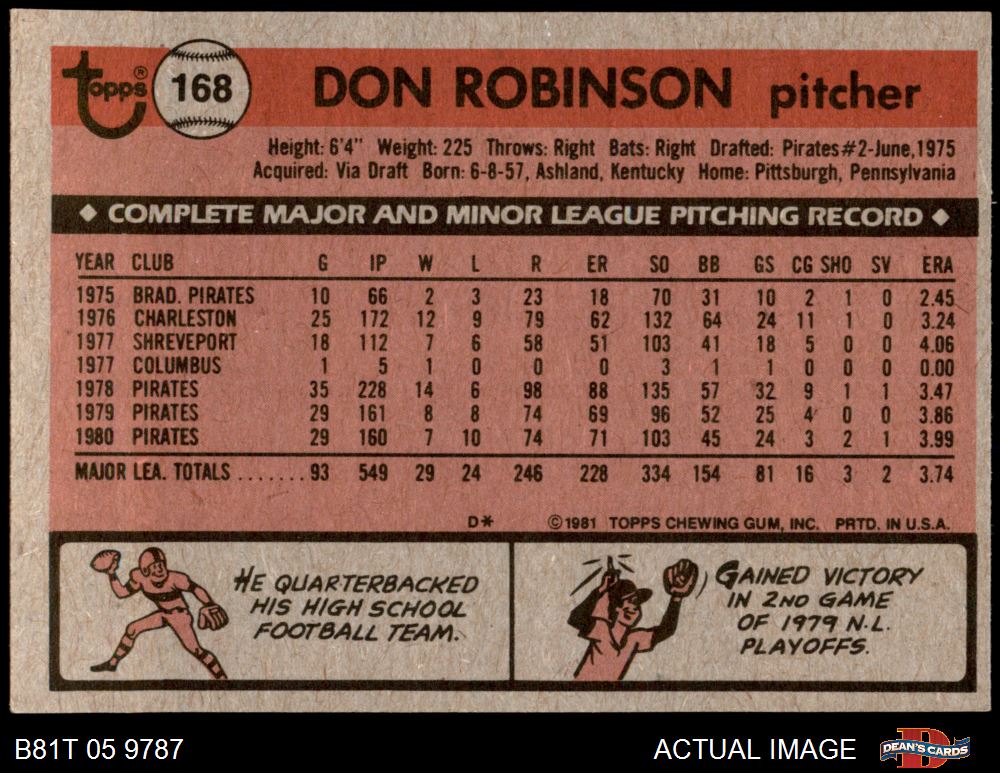 topps® 168 DON ROBINSON pitcher
Height: 6'4" Weight: 225 Throws: Right Bats: Right Drafted: Pirates#2-June, 1975
Acquired: Via Draft Born: 6-8-57, Ashland, Kentucky Home: Pittsburgh, Pennsylvania
◆ COMPLETE MAJOR AND MINOR LEAGUE PITCHING RECORD ◆
YEAR CLUB G IP W L R ER SO BB GS CG SHO SV ERA
1975 BRAD. PIRATES 10 66 2 3 23 18 70 31 10 2 1 0 2.45
1976 CHARLESTON 25 172 12 9 79 62 132 64 24 11 1 0 3.24
1977 SHREVEPORT 18 112 7 6 58 51 103 41 18 5 0 0 4.06
1977 COLUMBUS 1 5 1 0 0 0 3 1 1 0 0 0 0.00
1978 PIRATES 35 228 14 6 98 88 135 57 32 9 1 1 3.47
1979 PIRATES 29 161 8 8 74 69 96 52 25 4 0 0 3.86
1980 PIRATES 29 160 7 10 74 71 103 45 24 3 2 1 3.99
MAJOR LEA. TOTALS ....... 93 549 29 24 246 228 334 154 81 16 3 2 3.74
D* ©1981 TOPPS CHEWING GUM, INC. PRTD. IN U.S.A.
HE QUARTERBACKED
HIS HIGH SCHOOL
FOOTBALL TEAM.
GAINED VICTORY
IN 2ND GAME
OF 1979 N.L.
PLAYOFFS.
B81T 05 9787 ACTUAL IMAGE DEAN'S CARDS